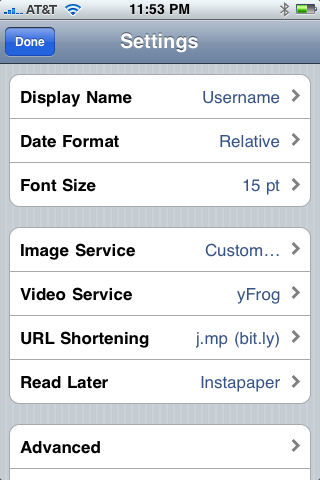 AT&T 11:53 PM
Done Settings
Display Name Username
Date Format Relative
Font Size 15 pt
Image Service Custom...
Video Service yFrog
URL Shortening j.mp (bit.ly)
Read Later Instapaper
Advanced